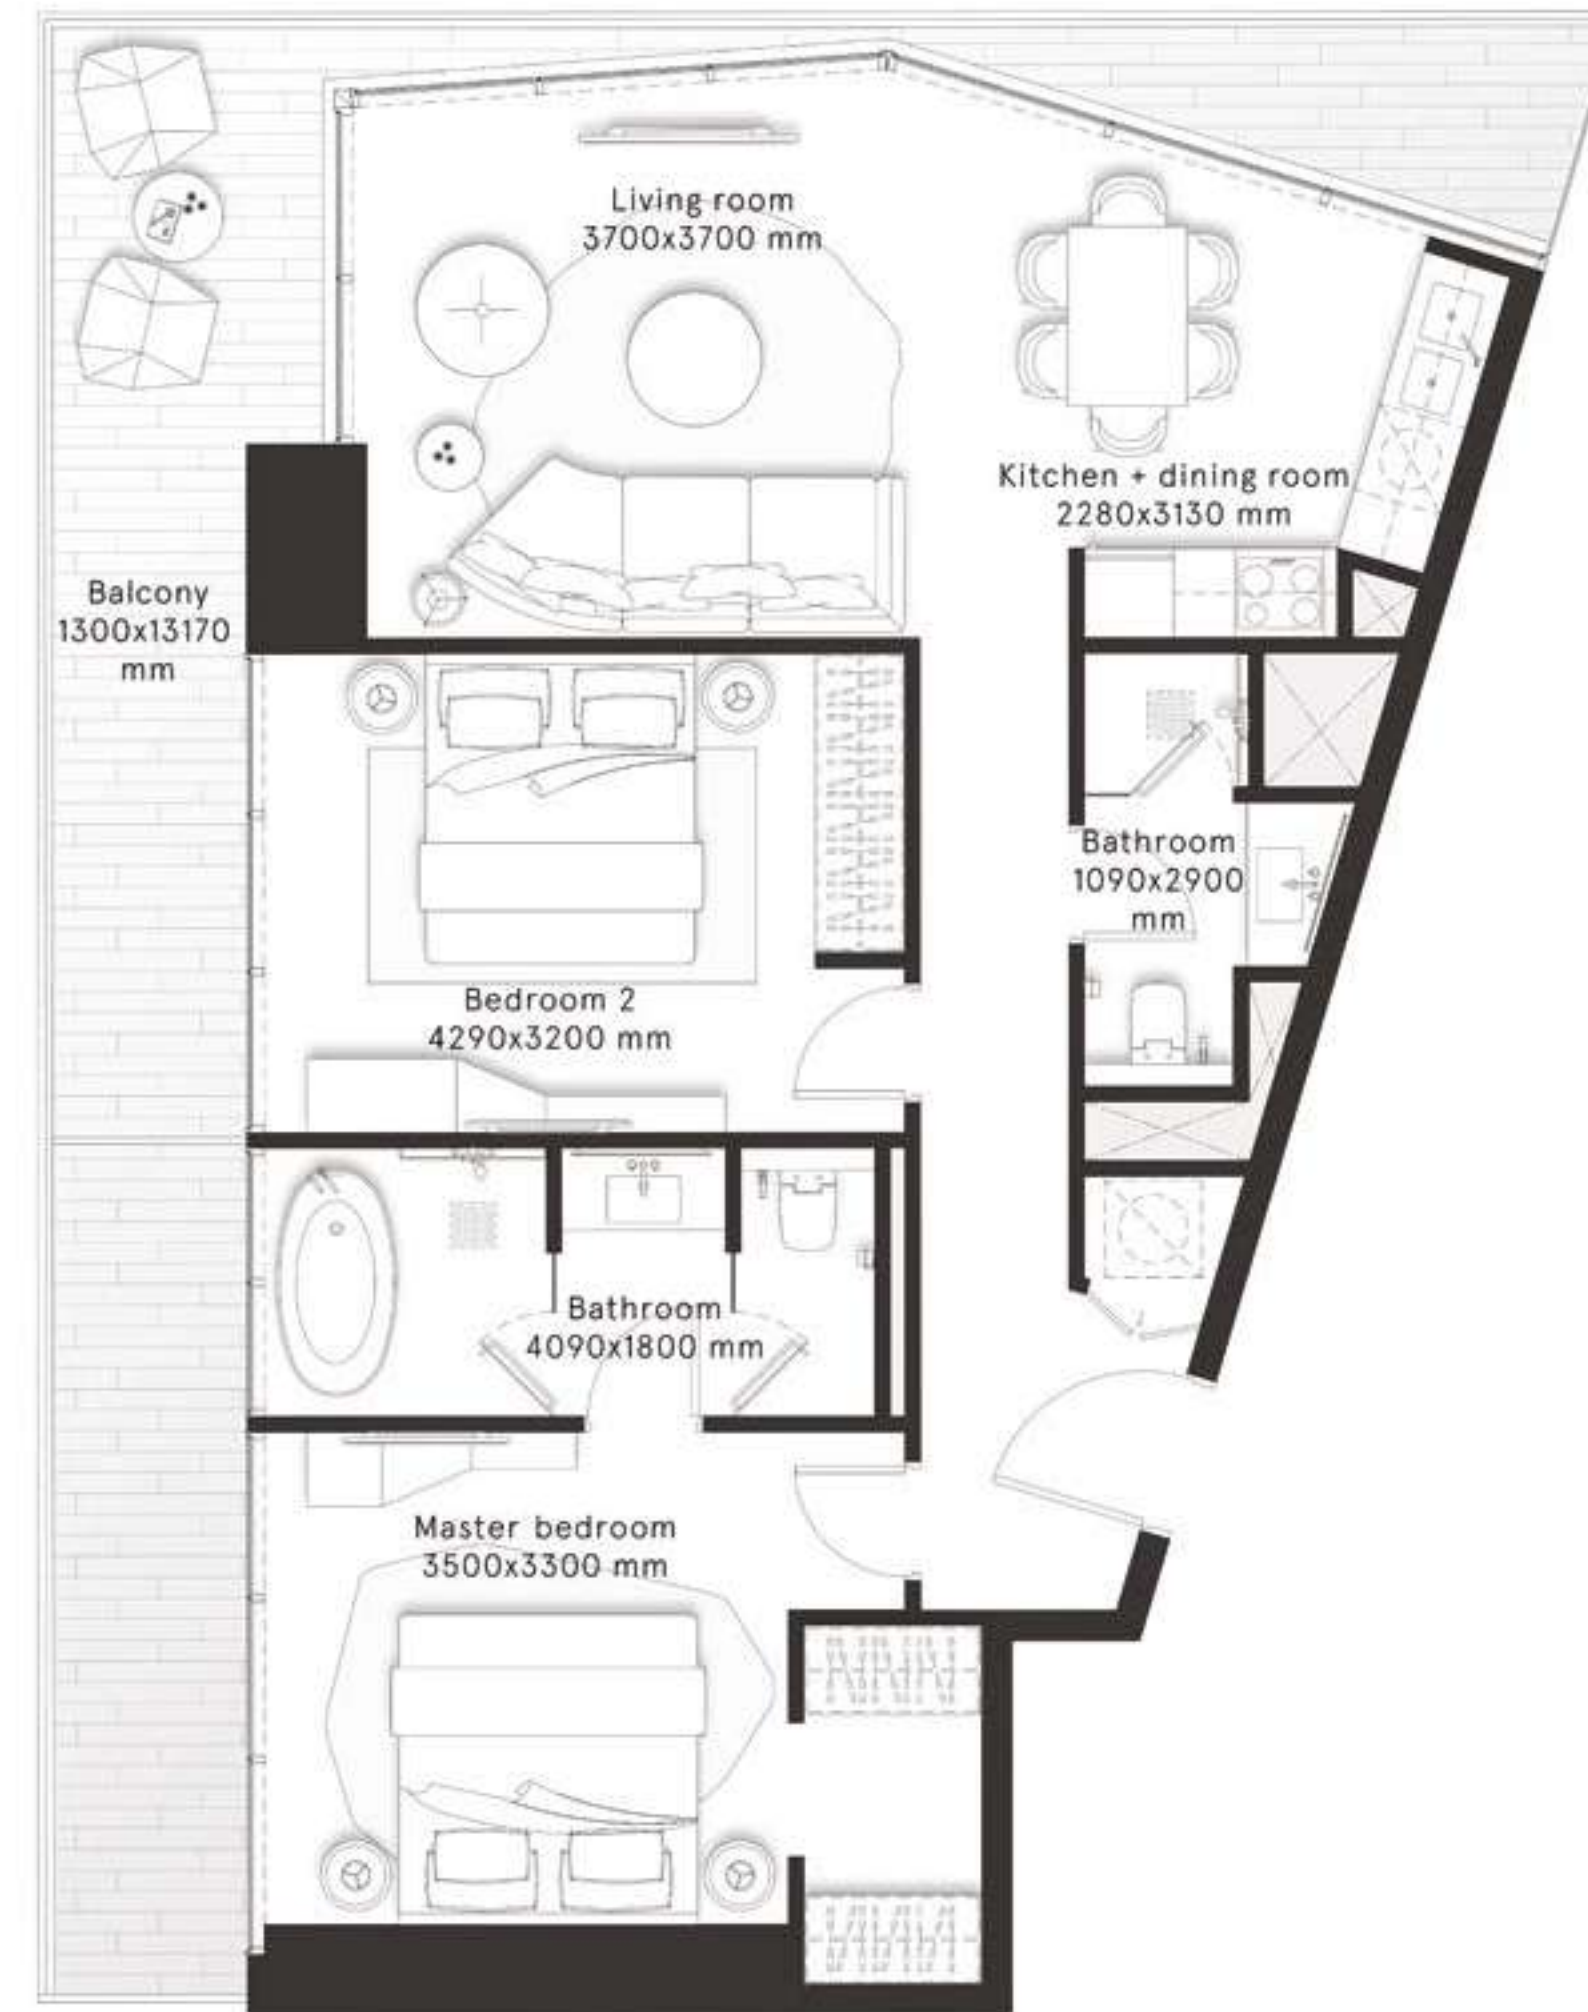 Living room
3700x3700 mm
Kitchen + dining room
2280x3130 mm
Balcony
1300x13170
mm
Bathroom
1090x2900
mm
Bedroom 2
4290x3200 mm
Bathroom
4090x1800 mm
Master bedroom
3500x3300 mm